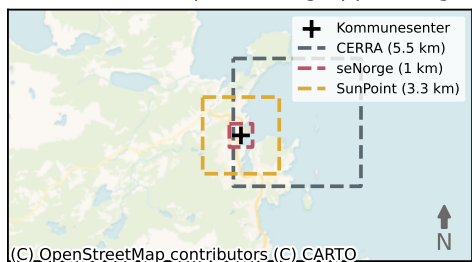 Kommunesenter
CERRA (5.5 km)
seNorge (1 km)
SunPoint (3.3 km)
N
(C) OpenStreetMap contributors (C) CARTO